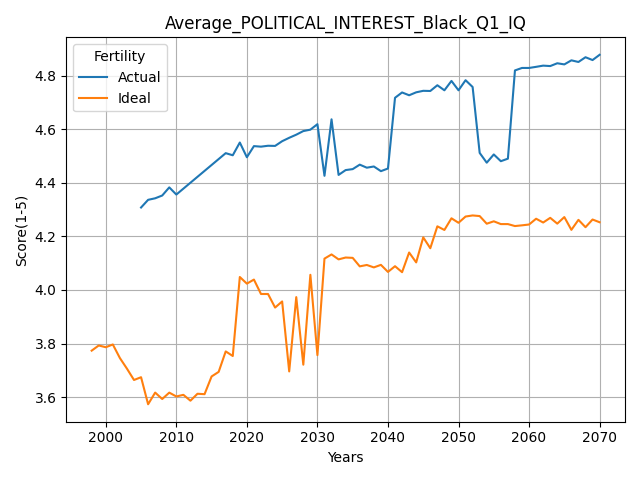 Average_POLITICAL_INTEREST_Black_Q1_IQ
Fertility
Actual
Ideal
Score(1-5)
4.8
4.6
4.4
4.2
4.0
3.8
3.6
2000 2010 2020 2030 2040 2050 2060 2070
Years